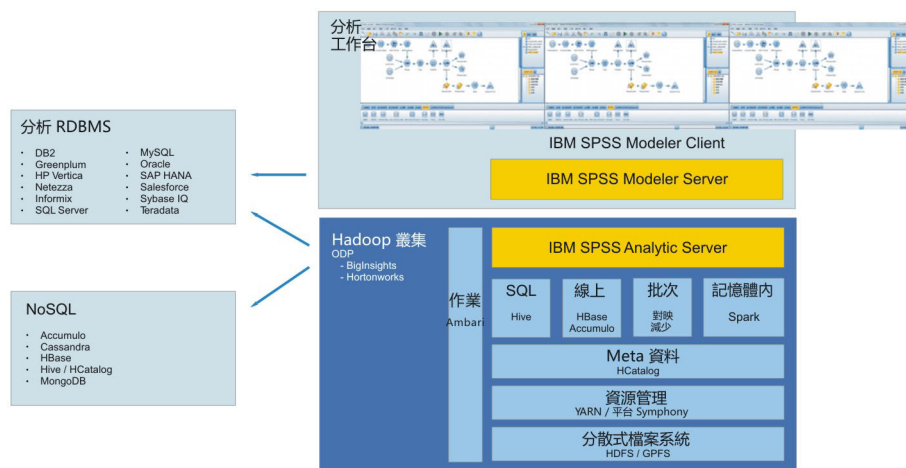 分析
工作台
IBM SPSS Modeler Client
IBM SPSS Modeler Server
分析 RDBMS
• DB2
• Greenplum
• HP Vertica
• Netezza
• Informix
• SQL Server
• MySQL
• Oracle
• SAP HANA
• Salesforce
• Sybase IQ
• Teradata
NoSQL
• Accumulo
• Cassandra
• HBase
• Hive / HCatalog
• MongoDB
Hadoop 叢集
ODP
- BigInsights
- Hortonworks
作業
Ambari
IBM SPSS Analytic Server
SQL
Hive
線上
HBase
Accumulo
批次
對映
減少
記憶體內
Spark
Meta 資料
HCatalog
資源管理
YARN / 平台 Symphony
分散式檔案系統
HDFS / GPFS